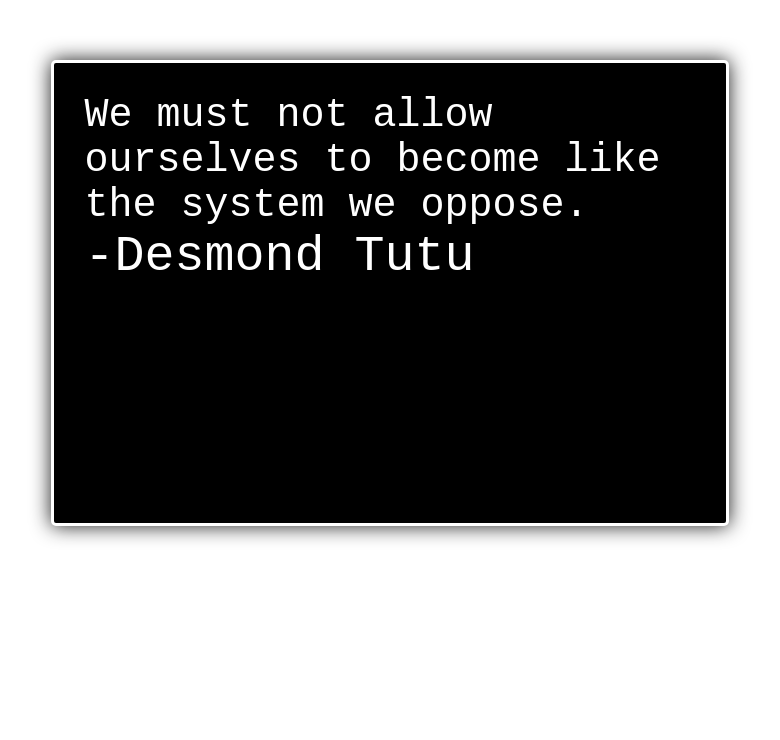 We must not allow
ourselves to become like
the system we oppose.
-Desmond Tutu